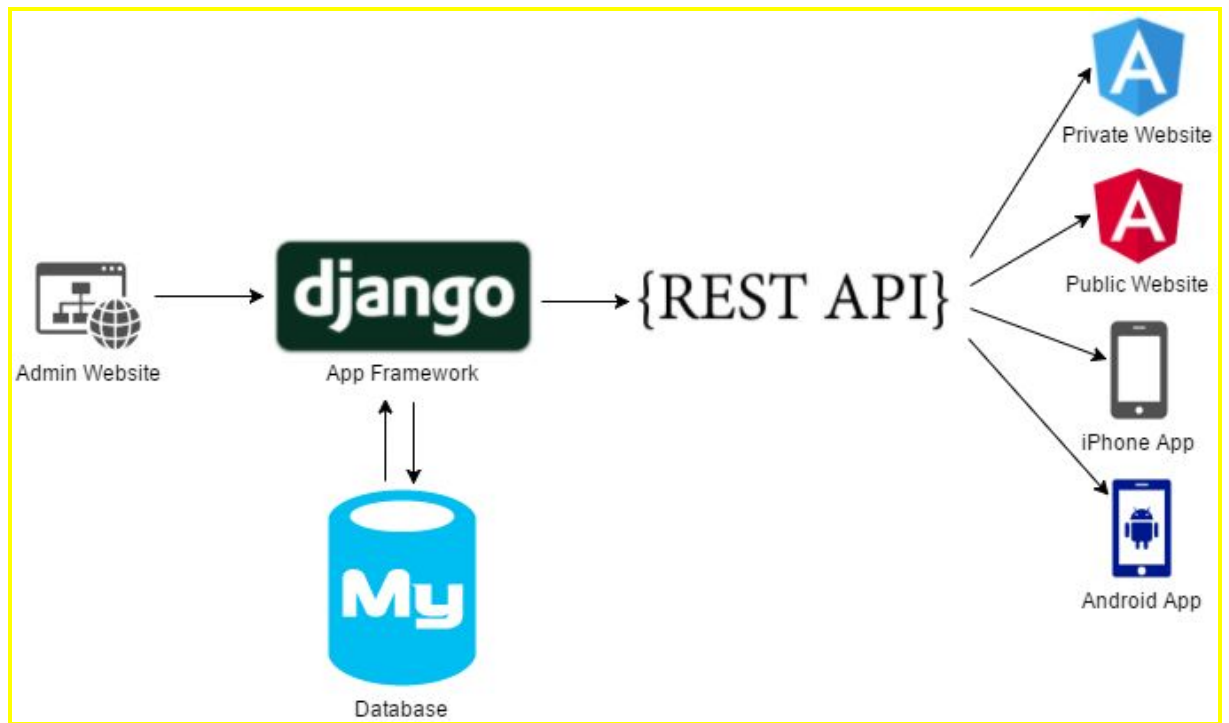 A
Private Website
A
Public Website
django
{REST API}
Admin Website
App Framework
iPhone App
My
Android App
Database